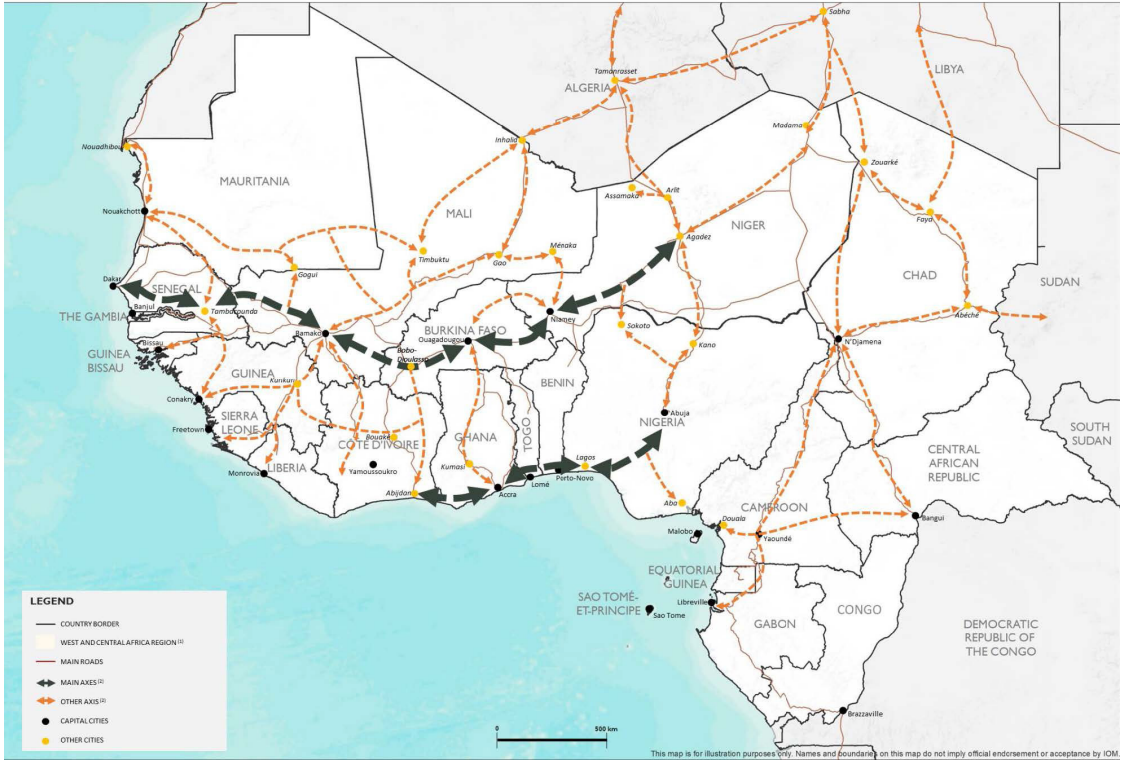 Sabha
LIBYA
Tamanrasset
ALGERIA
Madama
Inhalid
Nouadhibou
Zouarké
MAURITANIA
Assamaka
Arlit
Nouakchott
MALI
NIGER
Faya
Agadez
Timbuktu
Gao
Ménaka
Gogui
CHAD
Dakar
SENEGAL
SUDAN
Banjul
THE GAMBIA
Tambacounda
Niamey
Abéché
Sokoto
Bamako
BURKINA FASO
Ouagadougou
Kano
N'Djamena
Bissau
GUINEA
BISSAU
Bobo-
Dioulasso
GUINEA
Kunkun
BENIN
Conakry
Abuja
SIERRA
LEONE
Freetown
NIGERIA
SOUTH
SUDAN
TOGO
GHANA
Bouaké
CÔTE D'IVOIRE
CENTRAL
AFRICAN
REPUBLIC
LIBERIA
Yamoussoukro
Kumasi
Lagos
Monrovia
Lomé
Porto-Novo
Abijdan
Accra
Aba
CAMEROON
Bangui
Douala
Malobo
Yaoundé
EQUATORIAL
GUINEA
SAO TOMÉ-
ET-PRINCIPE
Sao Tome
Libreville
GABON
CONGO
DEMOCRATIC
REPUBLIC OF
THE CONGO
Brazzaville
LEGEND
COUNTRY BORDER
WEST AND CENTRAL AFRICA REGION [1]
MAIN ROADS
MAIN AXES [2]
OTHER AXIS [2]
CAPITAL CITIES
OTHER CITIES
0 500 km
This map is for illustration purposes only. Names and boundaries on this map do not imply official endorsement or acceptance by IOM.